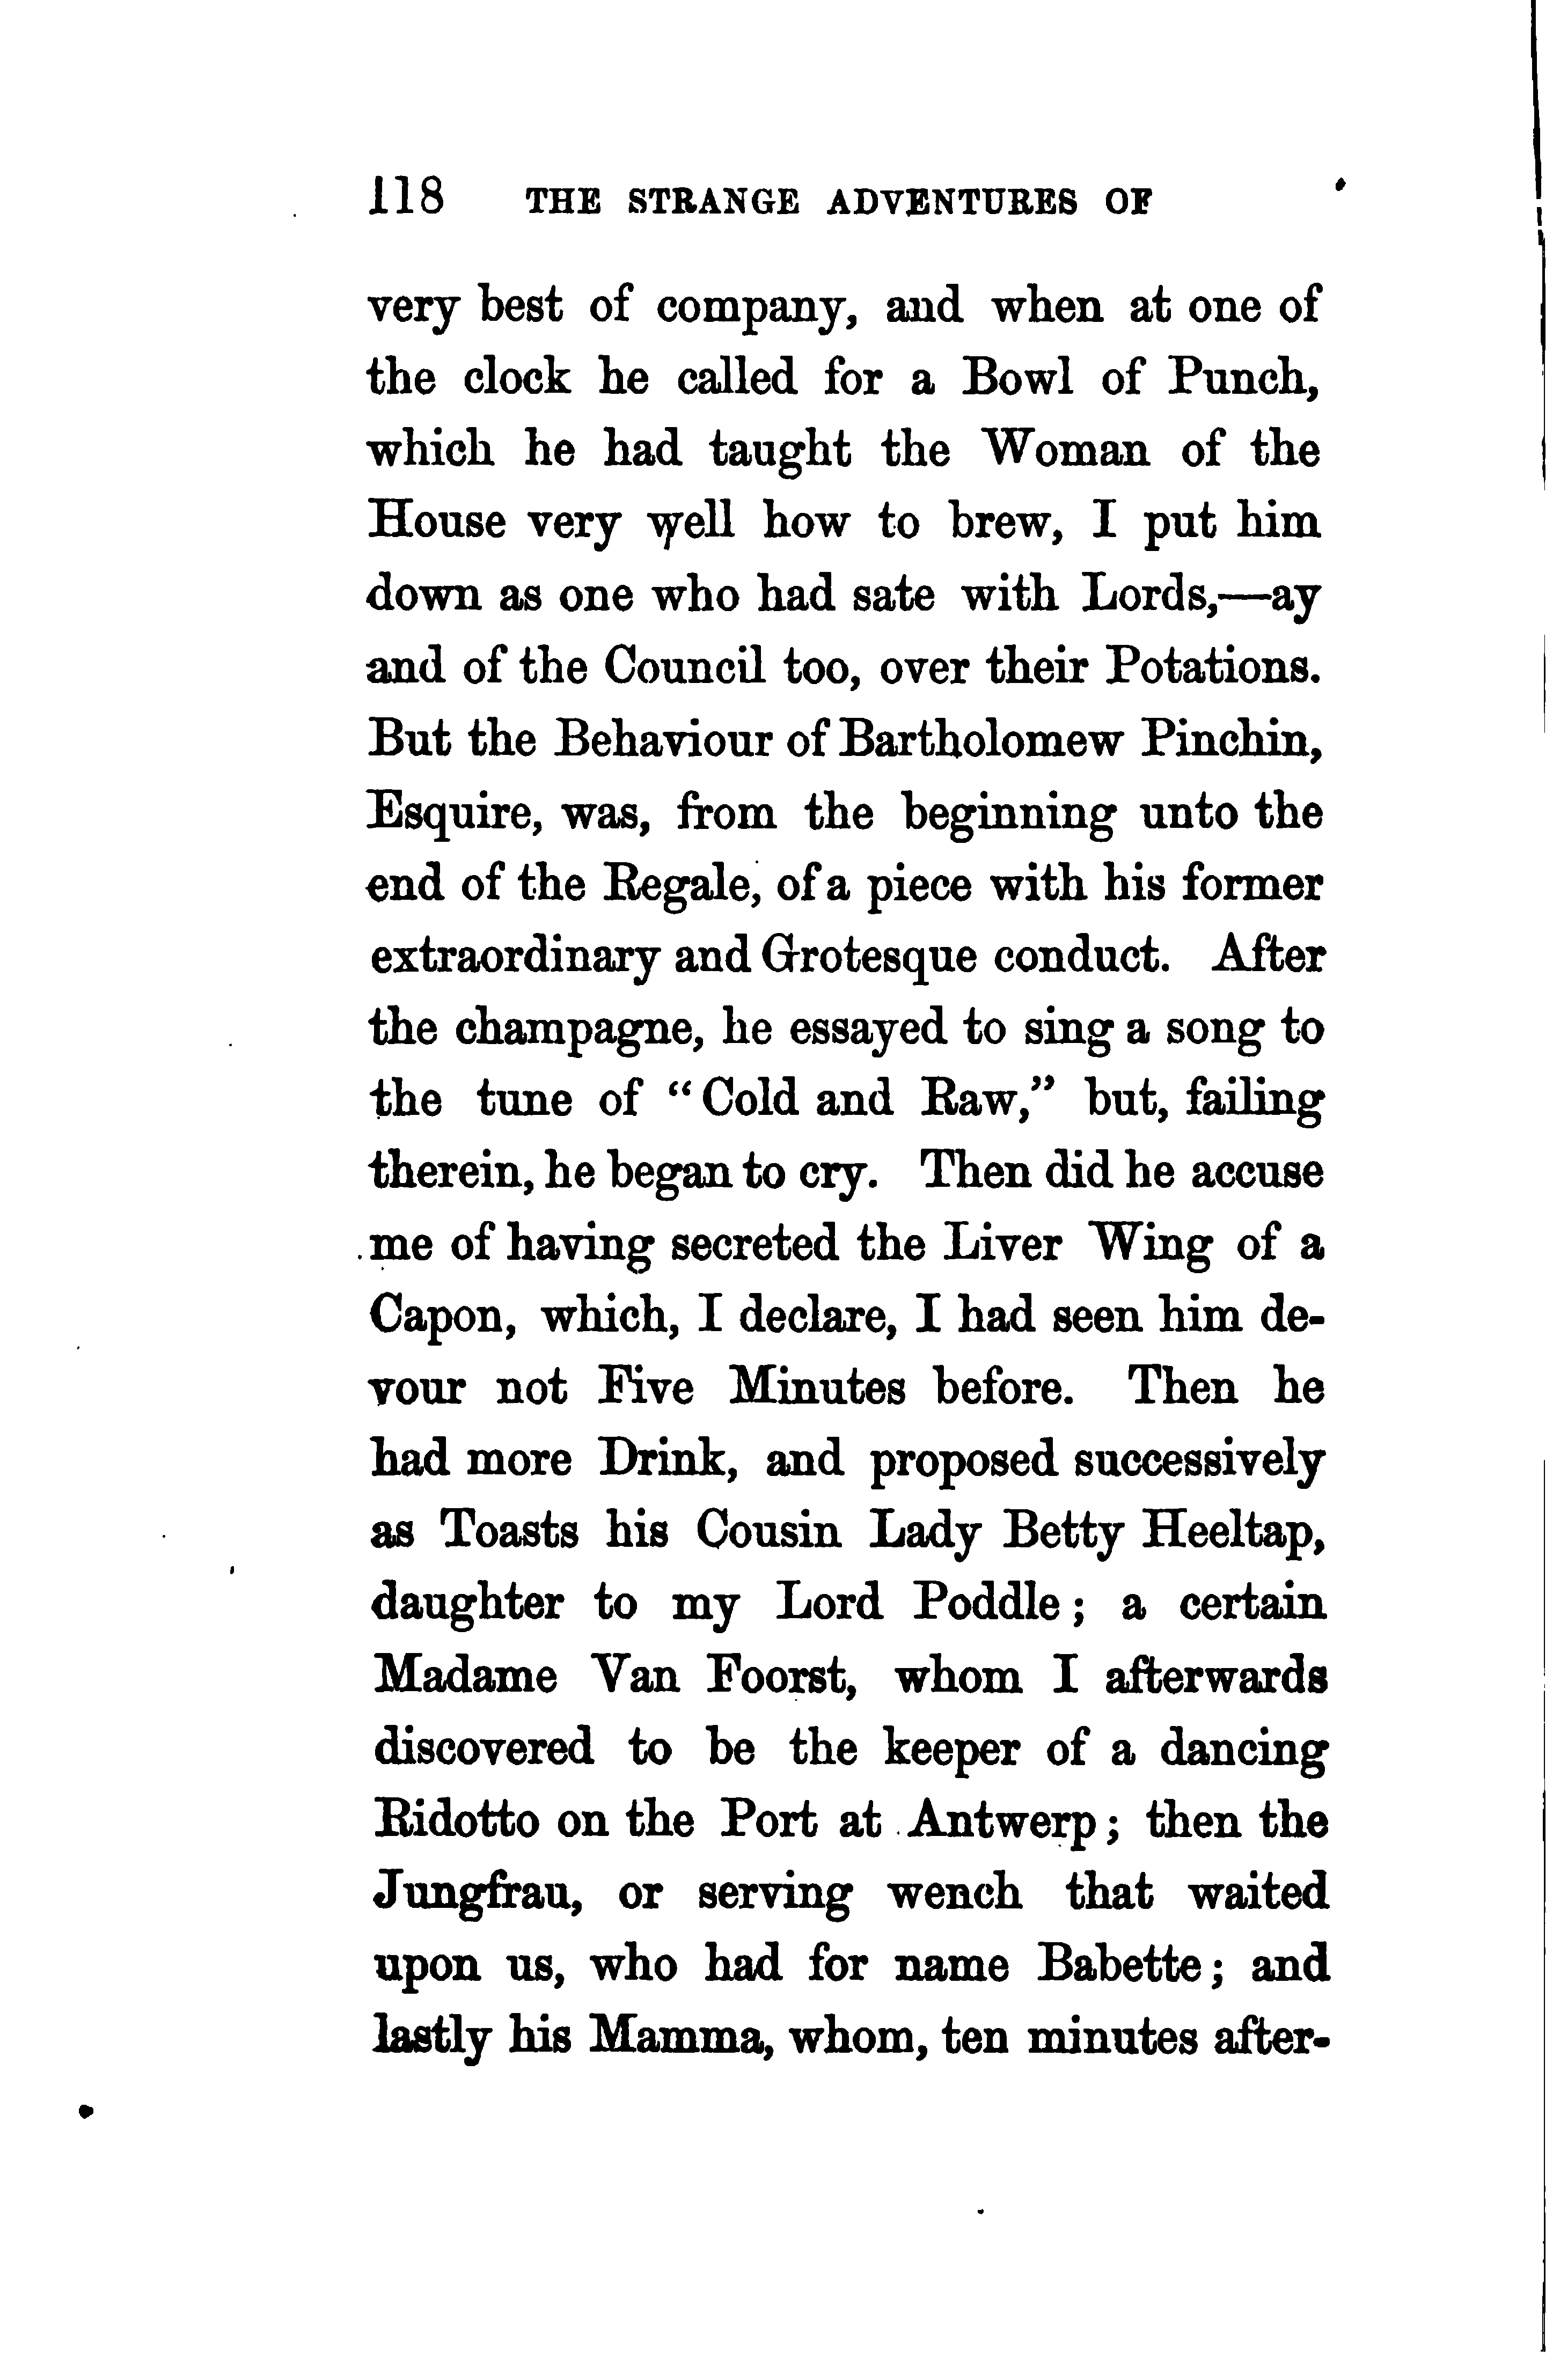 118 THE STRANGE ADVENTURES OF
very best of company, and when at one of
the clock he called for a Bowl of Punch,
which he had taught the Woman of the
House very well how to brew, I put him
down as one who had sate with Lords,—ay
and of the Council too, over their Potations.
But the Behaviour of Bartholomew Pinchin,
Esquire, was, from the beginning unto the
end of the Regale, of a piece with his former
extraordinary and Grotesque conduct. After
the champagne, he essayed to sing a song to
the tune of “Cold and Raw,” but, failing
therein, he began to cry. Then did he accuse
me of having secreted the Liver Wing of a
Capon, which, I declare, I had seen him de-
vour not Five Minutes before. Then he
had more Drink, and proposed successively
as Toasts his Cousin Lady Betty Heeltap,
daughter to my Lord Poddle; a certain
Madame Van Foorst, whom I afterwards
discovered to be the keeper of a dancing
Ridotto on the Port at Antwerp; then the
Jungfrau, or serving wench that waited
upon us, who had for name Babette; and
lastly his Mamma, whom, ten minutes after-